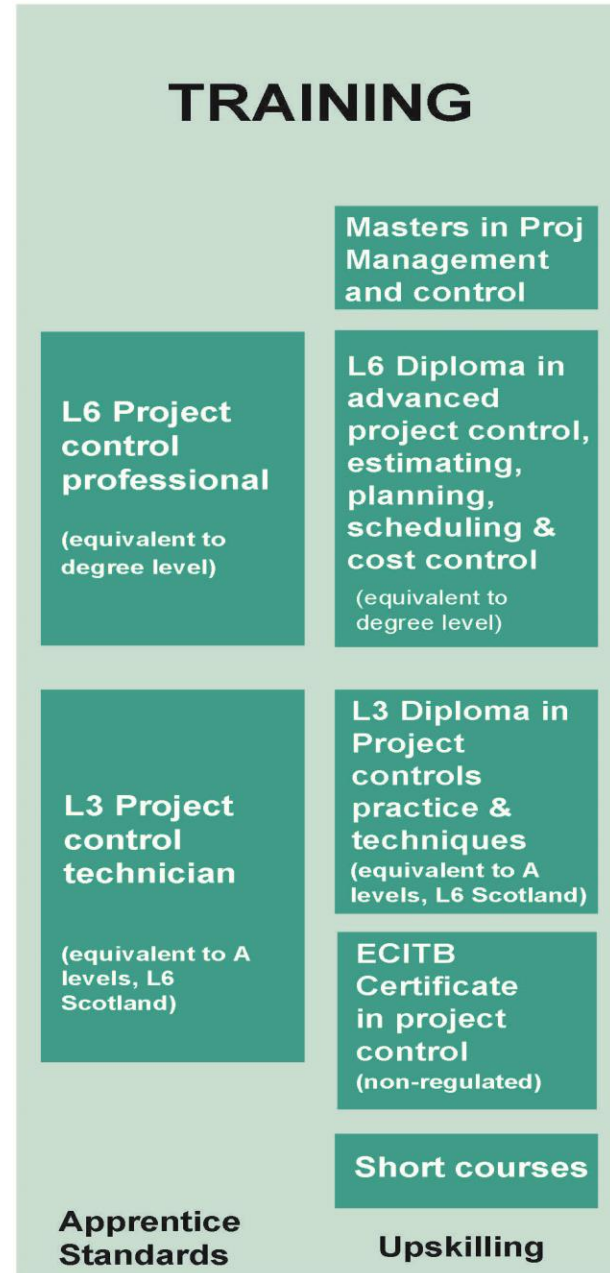 TRAINING
Masters in Proj
Management
and control
L6 Project
control
professional
(equivalent to
degree level)
L6 Diploma in
advanced
project control,
estimating,
planning,
scheduling &
cost control
(equivalent to
degree level)
L3 Project
control
technician
(equivalent to A
levels, L6
Scotland)
L3 Diploma in
Project
controls
practice &
techniques
(equivalent to A
levels, L6 Scotland)
ECITB
Certificate
in project
control
(non-regulated)
Short courses
Apprentice
Standards
Upskilling